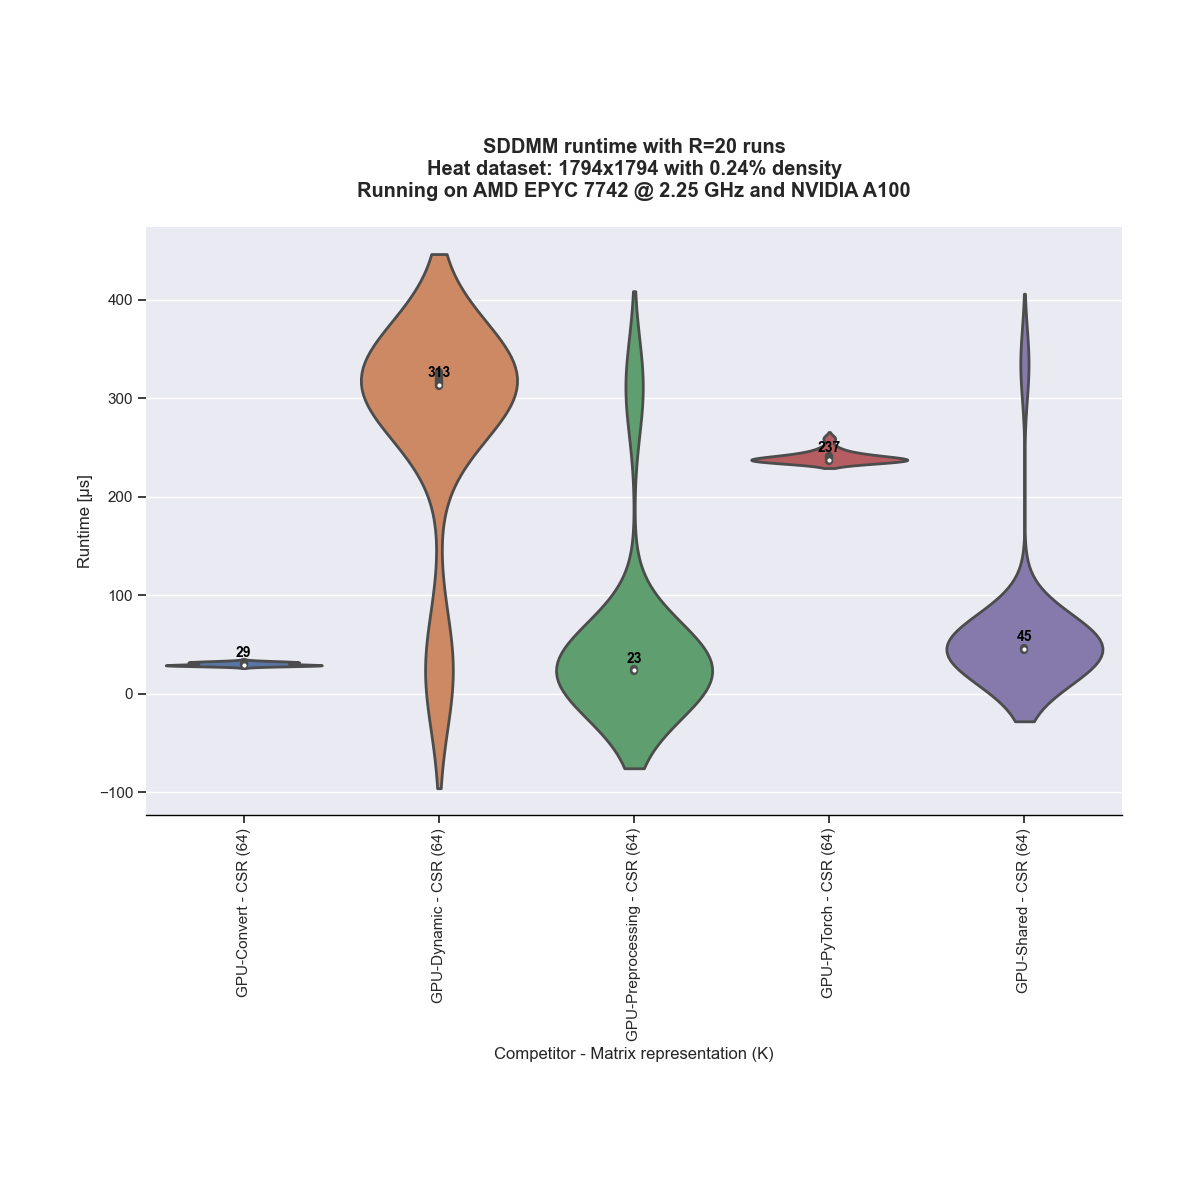 SDDMM runtime with R=20 runs
Heat dataset: 1794x1794 with 0.24% density
Running on AMD EPYC 7742 @ 2.25 GHz and NVIDIA A100
Runtime [µs]
400
300
200
100
0
−100
29
313
23
237
45
GPU-Convert - CSR (64)
GPU-Dynamic - CSR (64)
GPU-Preprocessing - CSR (64)
GPU-PyTorch - CSR (64)
GPU-Shared - CSR (64)
Competitor - Matrix representation (K)